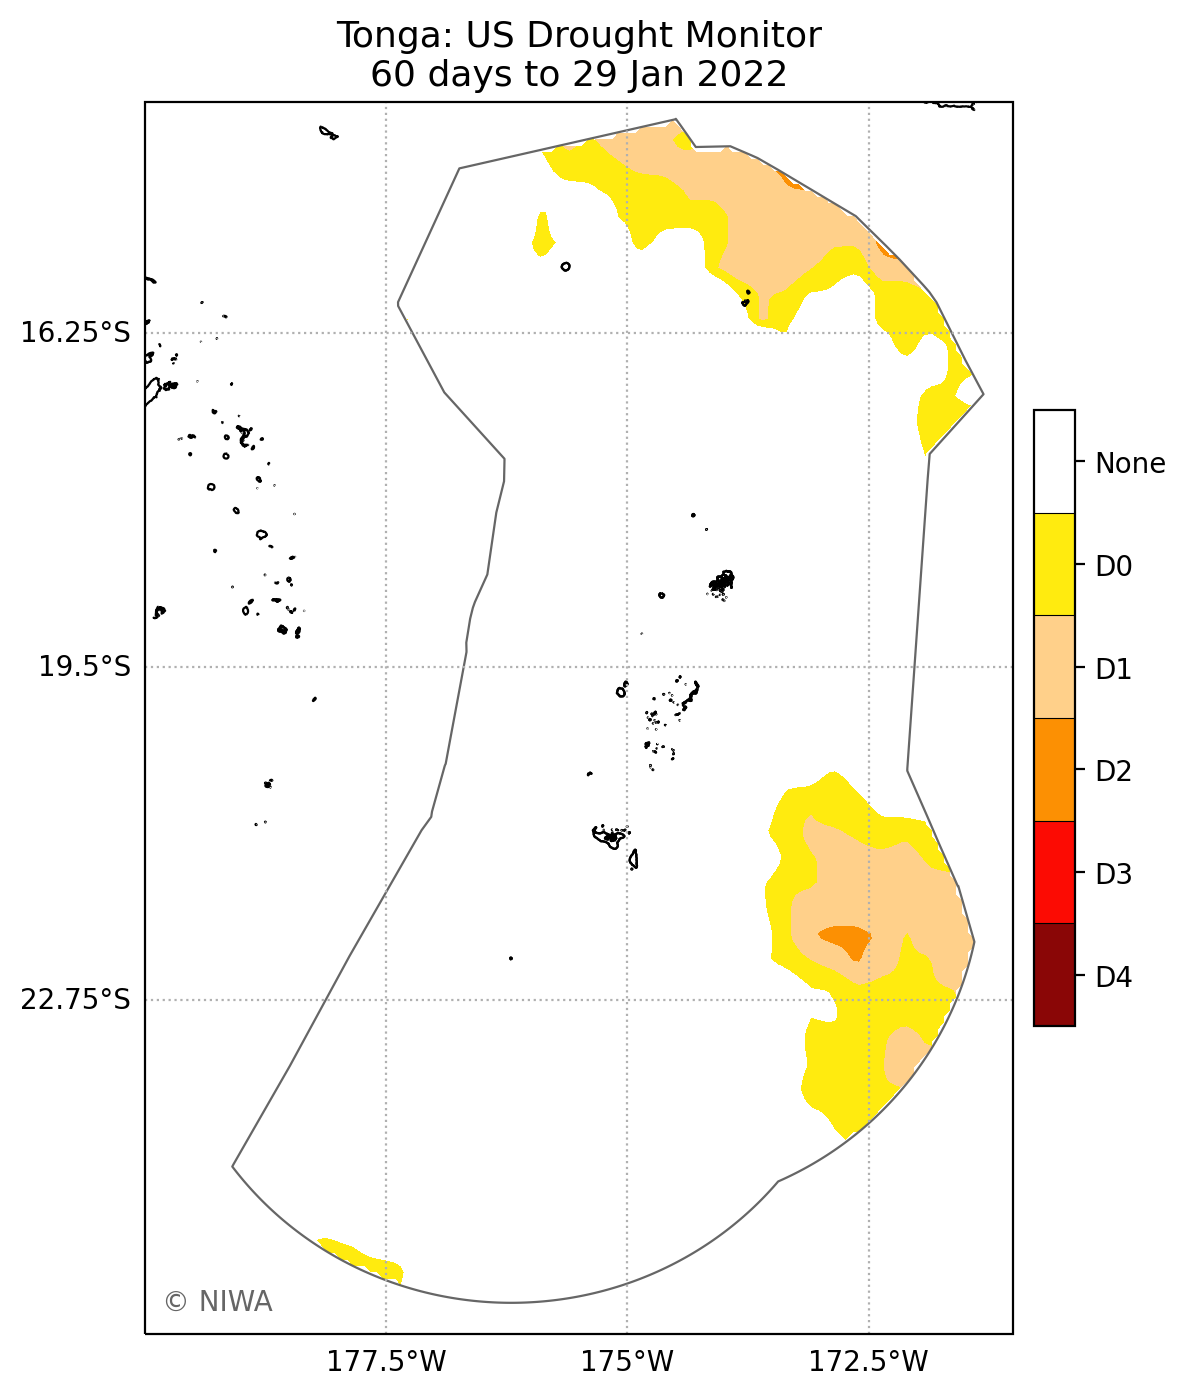 Tonga: US Drought Monitor
60 days to 29 Jan 2022
16.25°S
19.5°S
22.75°S
177.5°W
175°W
172.5°W
None
D0
D1
D2
D3
D4
© NIWA